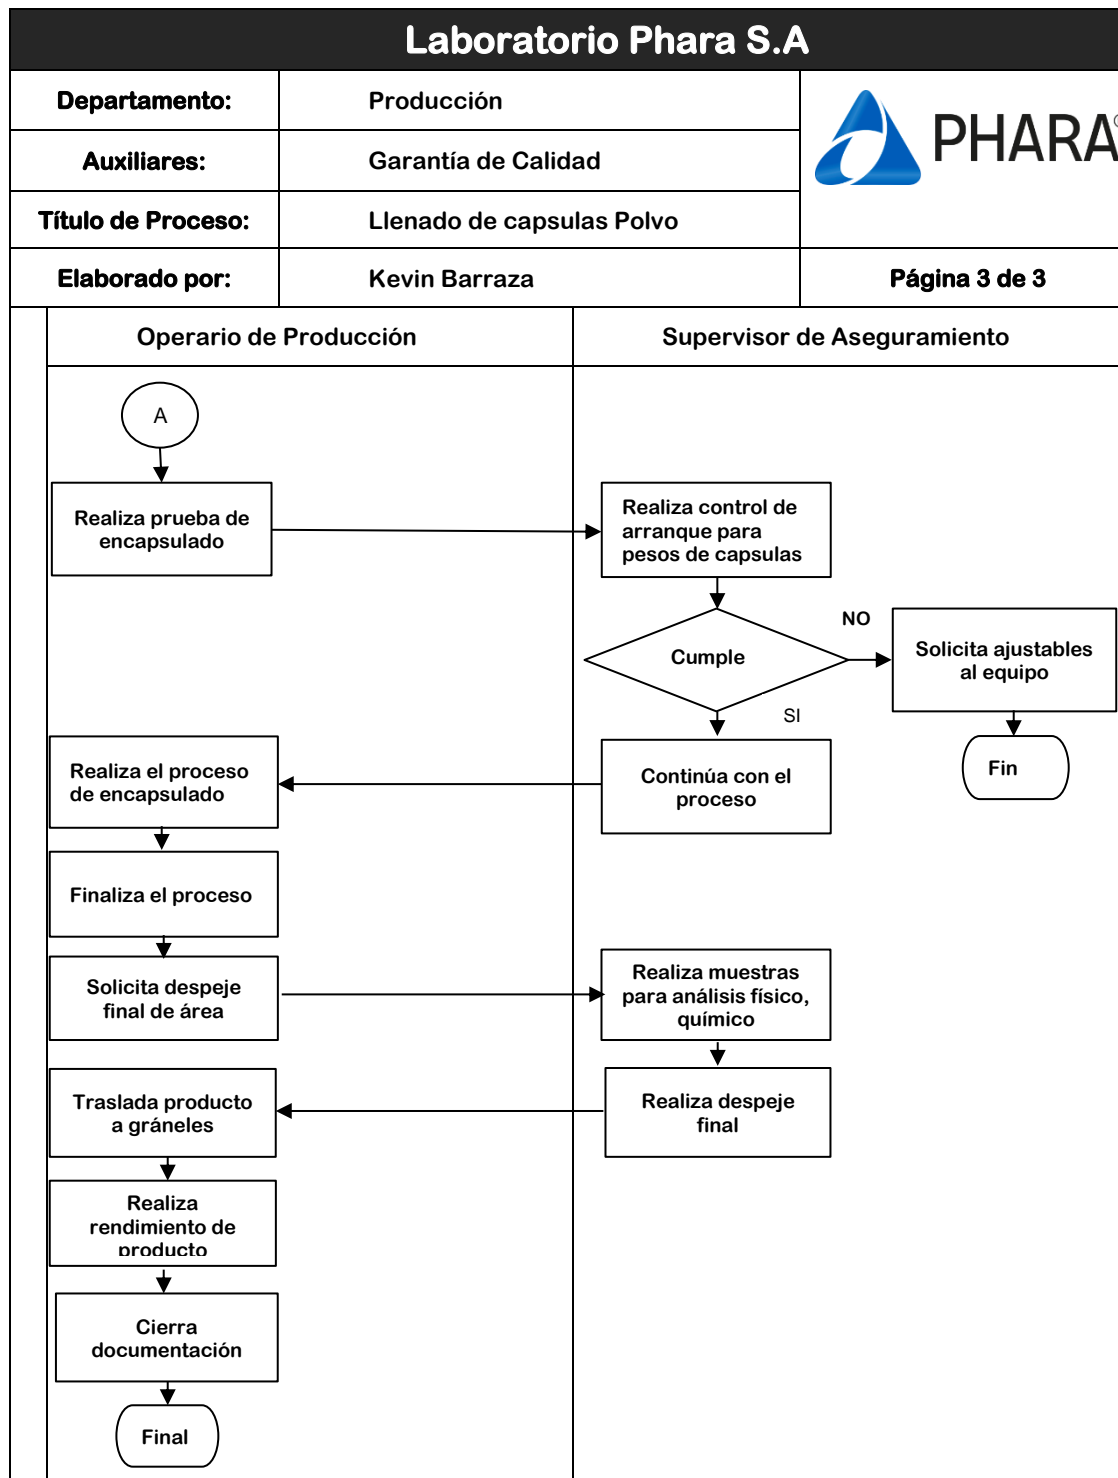 Laboratorio Phara S.A
Departamento:
Producción
PHARA®
Auxiliares:
Garantía de Calidad
Título de Proceso:
Llenado de capsulas Polvo
Elaborado por:
Kevin Barraza
Página 3 de 3
Operario de Producción
Supervisor de Aseguramiento
A
Realiza prueba de
encapsulado
Realiza control de
arranque para
pesos de capsulas
Cumple
NO
Solicita ajustables
al equipo
SI
Fin
Realiza el proceso
de encapsulado
Continúa con el
proceso
Finaliza el proceso
Solicita despeje
final de área
Realiza muestras
para análisis físico,
químico
Traslada producto
a gráneles
Realiza despeje
final
Realiza
rendimiento de
producto
Cierra
documentación
Final